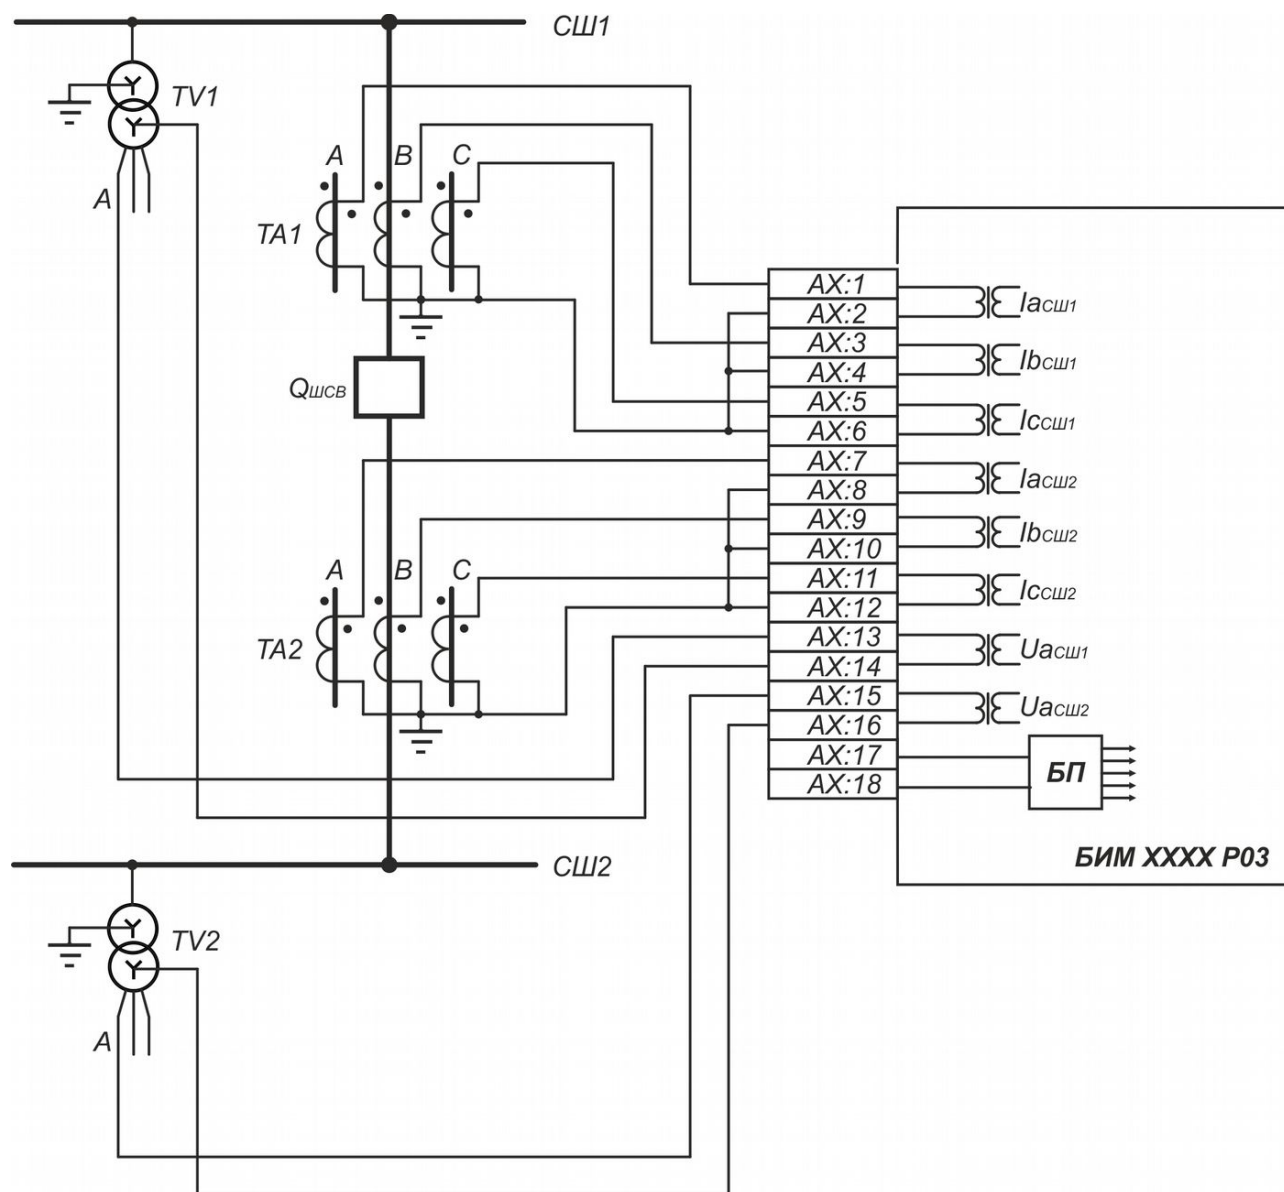 СШ1
TV1
A
A B C
TA1
QШСВ
AX:1
AX:2
AX:3
AX:4
AX:5
AX:6
AX:7
AX:8
AX:9
AX:10
AX:11
AX:12
AX:13
AX:14
AX:15
AX:16
AX:17
AX:18
IaСШ1
IbСШ1
IcСШ1
IaСШ2
IbСШ2
IcСШ2
UaСШ1
UaСШ2
БП
БИМ XXXX P03
A B C
TA2
СШ2
TV2
A